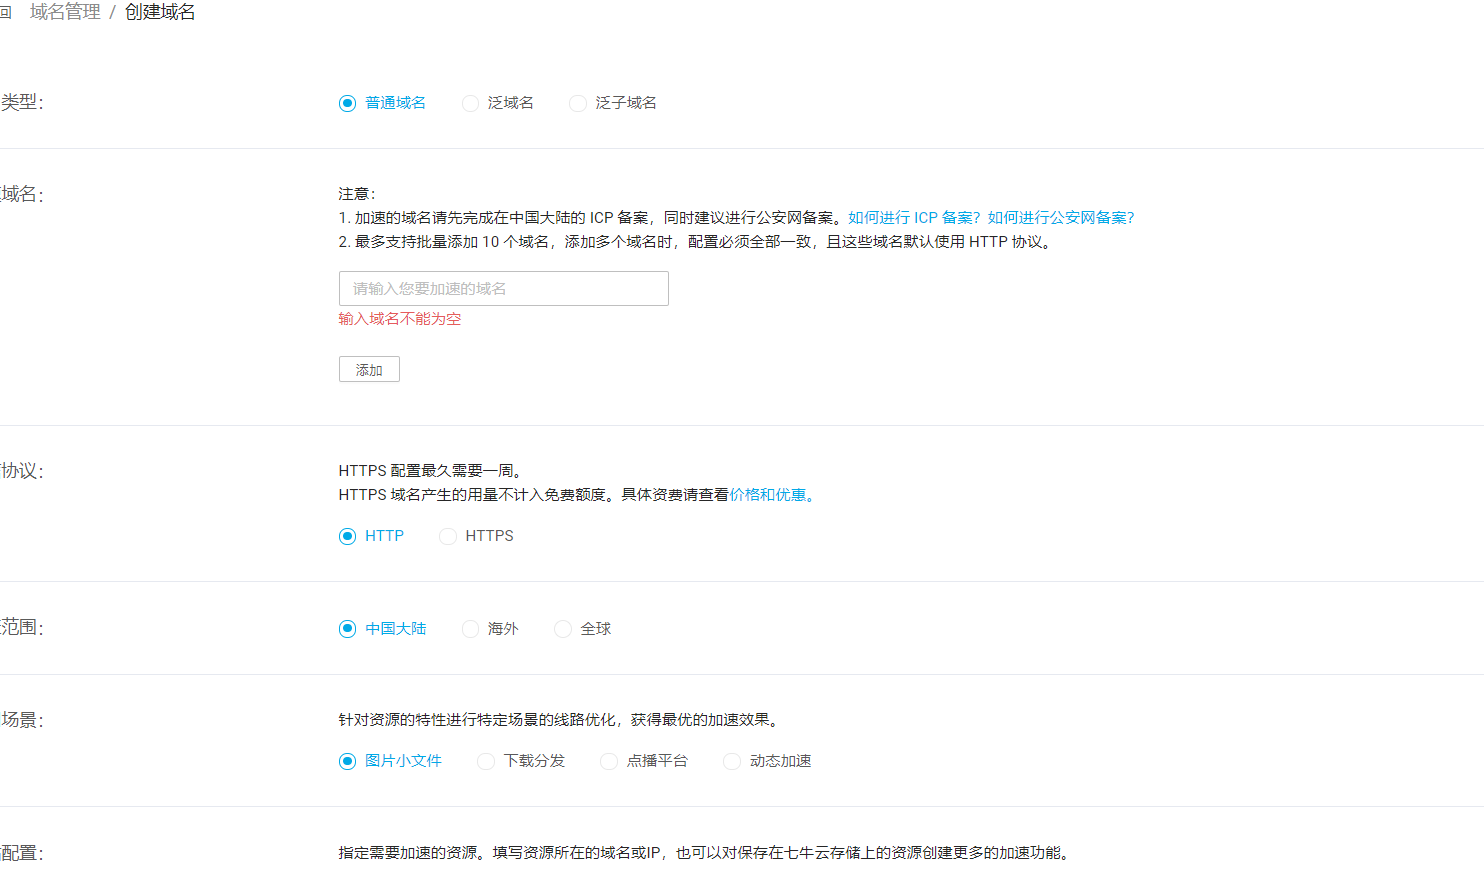 回 域名管理 / 创建域名
类型：
普通域名 泛域名 泛子域名
域名：
注意：
1. 加速的域名请先完成在中国大陆的 ICP 备案，同时建议进行公安网备案。如何进行 ICP 备案？如何进行公安网备案？
2. 最多支持批量添加 10 个域名，添加多个域名时，配置必须全部一致，且这些域名默认使用 HTTP 协议。
请输入您要加速的域名
输入域名不能为空
添加
协议：
HTTPS 配置最久需要一周。
HTTPS 域名产生的用量不计入免费额度。具体资费请查看价格和优惠。
HTTP HTTPS
范围：
中国大陆 海外 全球
场景：
针对资源的特性进行特定场景的线路优化，获得最优的加速效果。
图片小文件 下载分发 点播平台 动态加速
配置：
指定需要加速的资源。填写资源所在的域名或IP，也可以对保存在七牛云存储上的资源创建更多的加速功能。